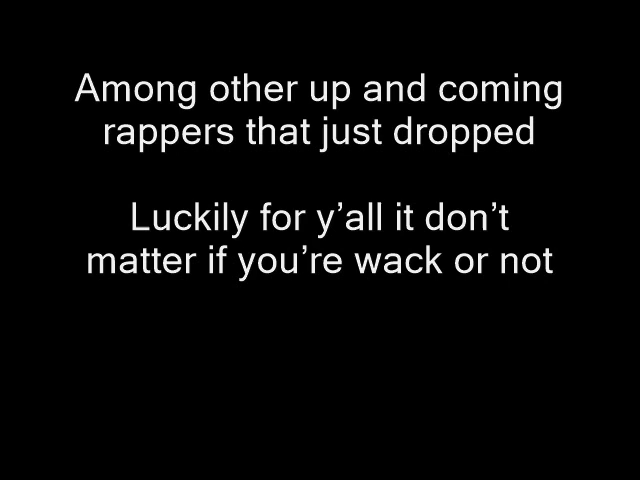 Among other up and coming
rappers that just dropped
Luckily for y’all it don’t
matter if you’re wack or not